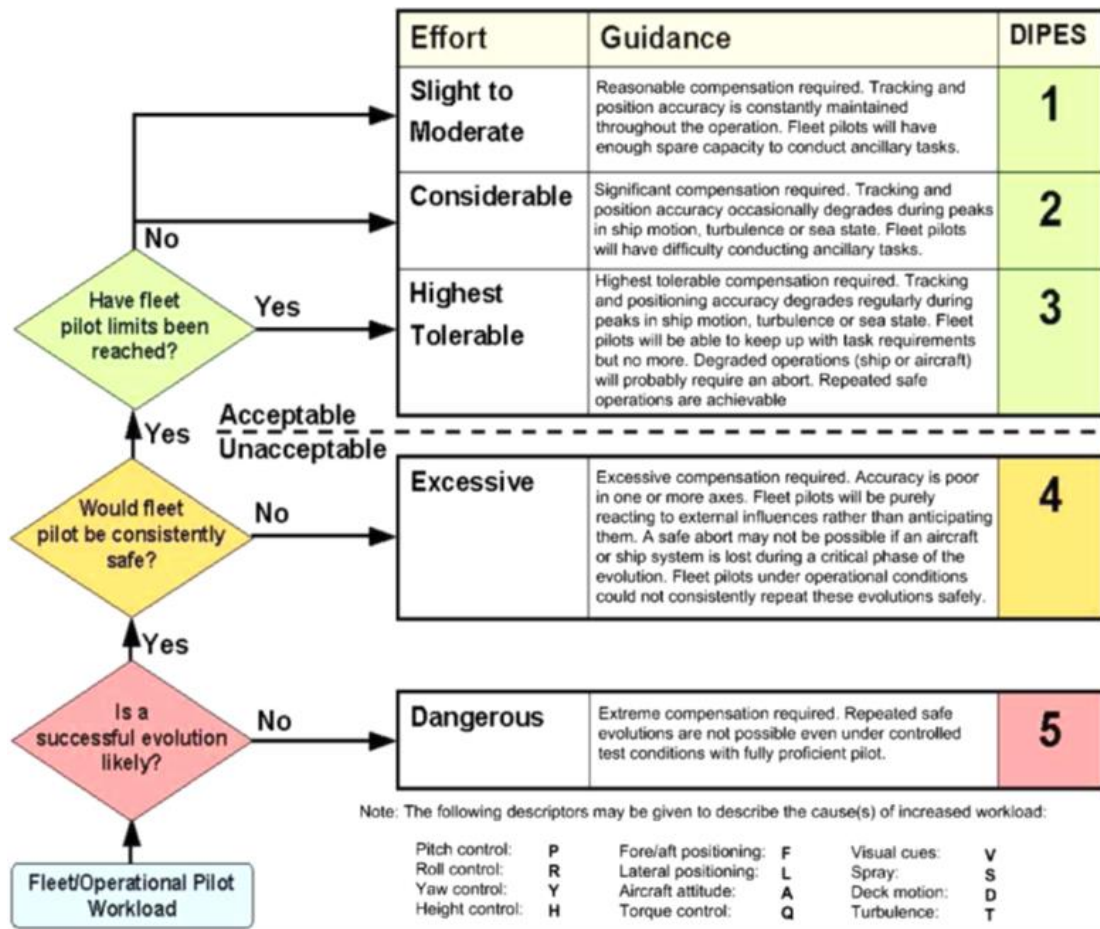 Effort Guidance DIPES
Slight to
Moderate
Reasonable compensation required. Tracking and
position accuracy is constantly maintained
throughout the operation. Fleet pilots will have
enough spare capacity to conduct ancillary tasks.
1
Considerable
Significant compensation required. Tracking and
position accuracy occasionally degrades during peaks
in ship motion, turbulence or sea state. Fleet pilots
will have difficulty conducting ancillary tasks.
2
No
Have fleet
pilot limits been
reached?
Yes
Highest
Tolerable
Highest tolerable compensation required. Tracking
and positioning accuracy degrades regularly during
peaks in ship motion, turbulence or sea state. Fleet
pilots will be able to keep up with task requirements
but no more. Degraded operations (ship or aircraft)
will probably require an abort. Repeated safe
operations are achievable
3
Yes
Acceptable
Unacceptable
Would fleet
pilot be consistently
safe?
No
Excessive
Excessive compensation required. Accuracy is poor
in one or more axes. Fleet pilots will be purely
reacting to external influences rather than anticipating
them. A safe abort may not be possible if an aircraft
or ship system is lost during a critical phase of the
evolution. Fleet pilots under operational conditions
could not consistently repeat these evolutions safely.
4
Yes
Is a
successful evolution
likely?
No
Dangerous
Extreme compensation required. Repeated safe
evolutions are not possible even under controlled
test conditions with fully proficient pilot.
5
Fleet/Operational Pilot
Workload
Note: The following descriptors may be given to describe the cause(s) of increased workload:
Pitch control: P Fore/aft positioning: F Visual cues: V
Roll control: R Lateral positioning: L Spray: S
Yaw control: Y Aircraft attitude: A Deck motion: D
Height control: H Torque control: Q Turbulence: T